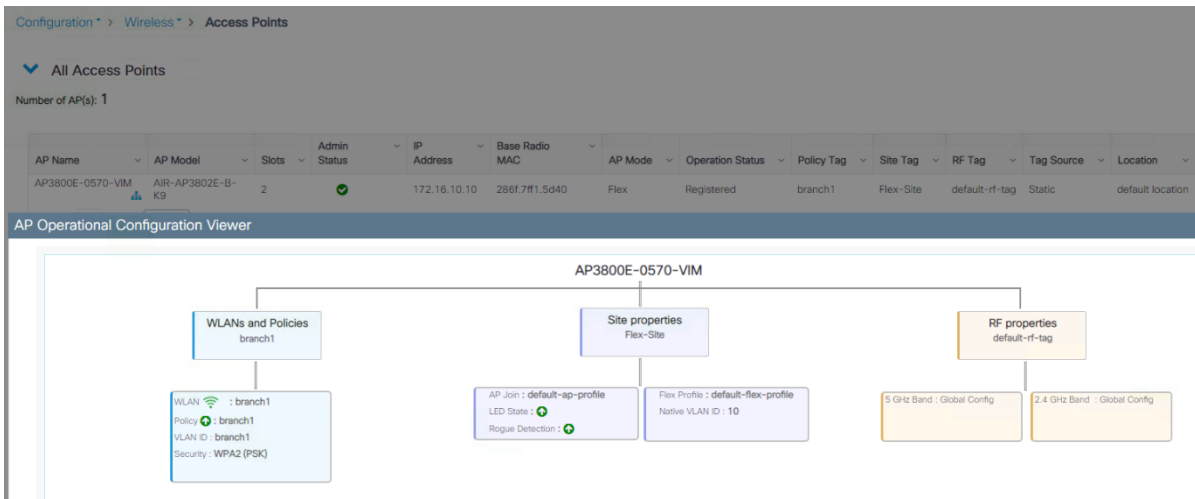 Configuration > Wireless > Access Points
All Access Points
Number of AP(s): 1
AP Name AP Model Slots Admin Status IP Address Base Radio MAC AP Mode Operation Status Policy Tag Site Tag RF Tag Tag Source Location
AP3800E-0570-VIM AIR-AP3802E-B-K9 2 172.16.10.10 286f.7ff1.5d40 Flex Registered branch1 Flex-Site default-rf-tag Static default location
AP Operational Configuration Viewer
AP3800E-0570-VIM
WLANs and Policies
branch1
Site properties
Flex-Site
RF properties
default-rf-tag
WLAN : branch1
Policy : branch1
VLAN ID : branch1
Security : WPA2 (PSK)
AP Join : default-ap-profile
LED State :
Rogue Detection :
Flex Profile : default-flex-profile
Native VLAN ID : 10
5 GHz Band : Global Config
2.4 GHz Band : Global Config